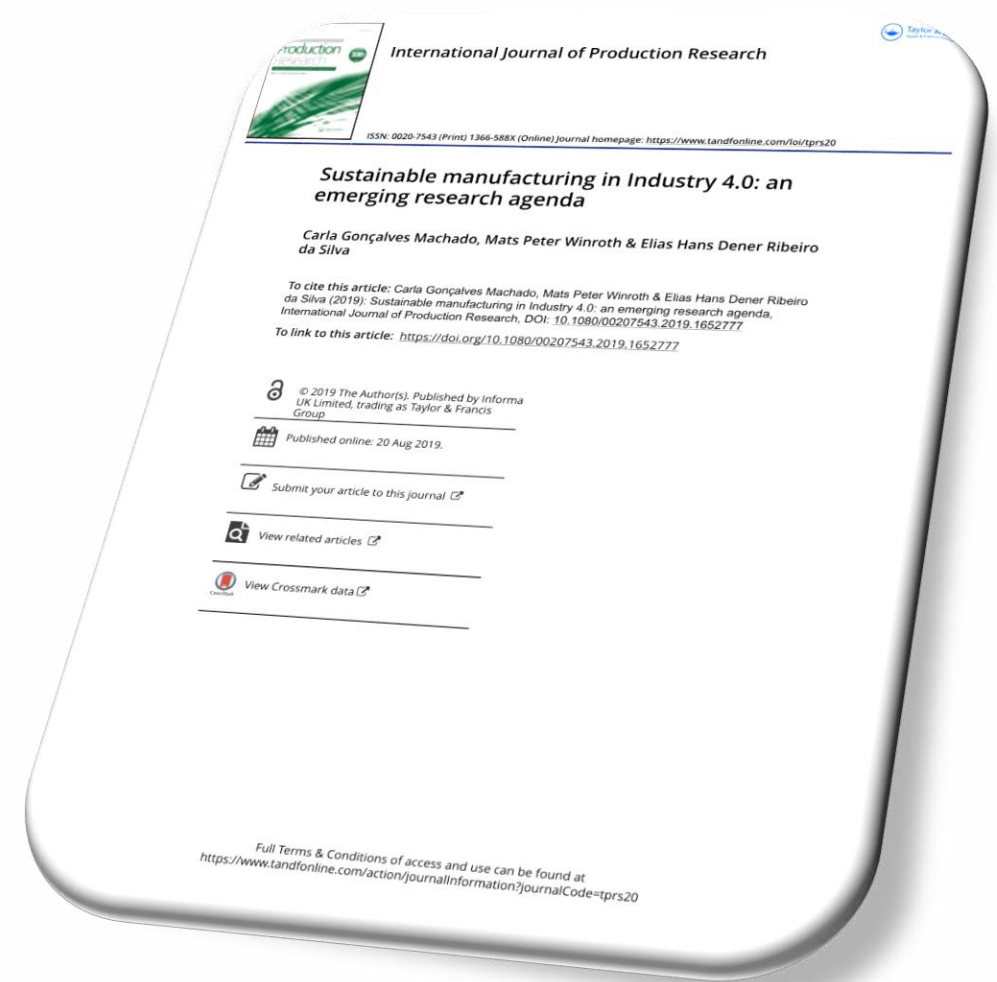 Production
Research
International Journal of Production Research
Taylor &
ISSN: 0020-7543 (Print) 1366-588X (Online) Journal homepage: https://www.tandfonline.com/loi/tprs20
Sustainable manufacturing in Industry 4.0: an
emerging research agenda
Carla Gonçalves Machado, Mats Peter Winroth & Elias Hans Dener Ribeiro
da Silva
To cite this article: Carla Gonçalves Machado, Mats Peter Winroth & Elias Hans Dener Ribeiro
da Silva (2019): Sustainable manufacturing in Industry 4.0: an emerging research agenda,
International Journal of Production Research, DOI: 10.1080/00207543.2019.1652777
To link to this article: https://doi.org/10.1080/00207543.2019.1652777
© 2019 The Author(s). Published by Informa
UK Limited, trading as Taylor & Francis
Group
Published online: 20 Aug 2019.
Submit your article to this journal
View related articles
View Crossmark data
CrossMark
Full Terms & Conditions of access and use can be found at
https://www.tandfonline.com/action/journalInformation?journalCode=tprs20